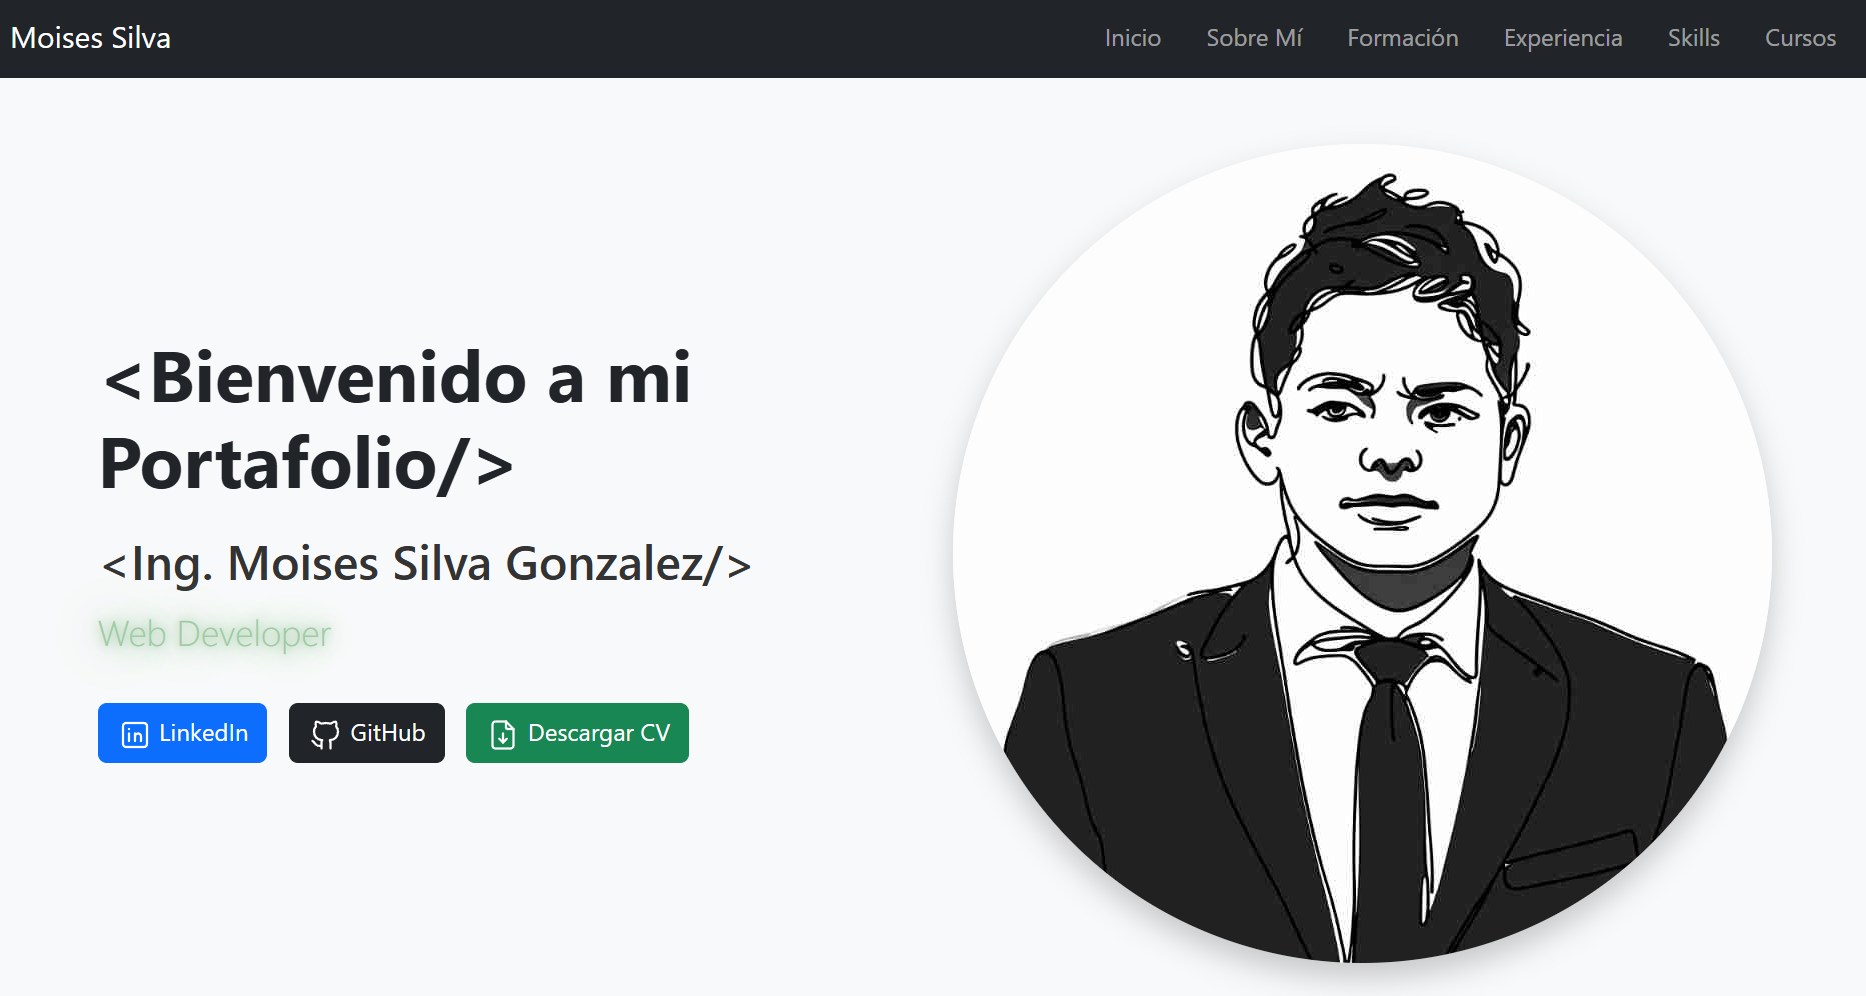 Moises Silva
Inicio Sobre Mí Formación Experiencia Skills Cursos
<Bienvenido a mi
Portafolio/>
<Ing. Moises Silva Gonzalez/>
Web Developer
LinkedIn GitHub Descargar CV